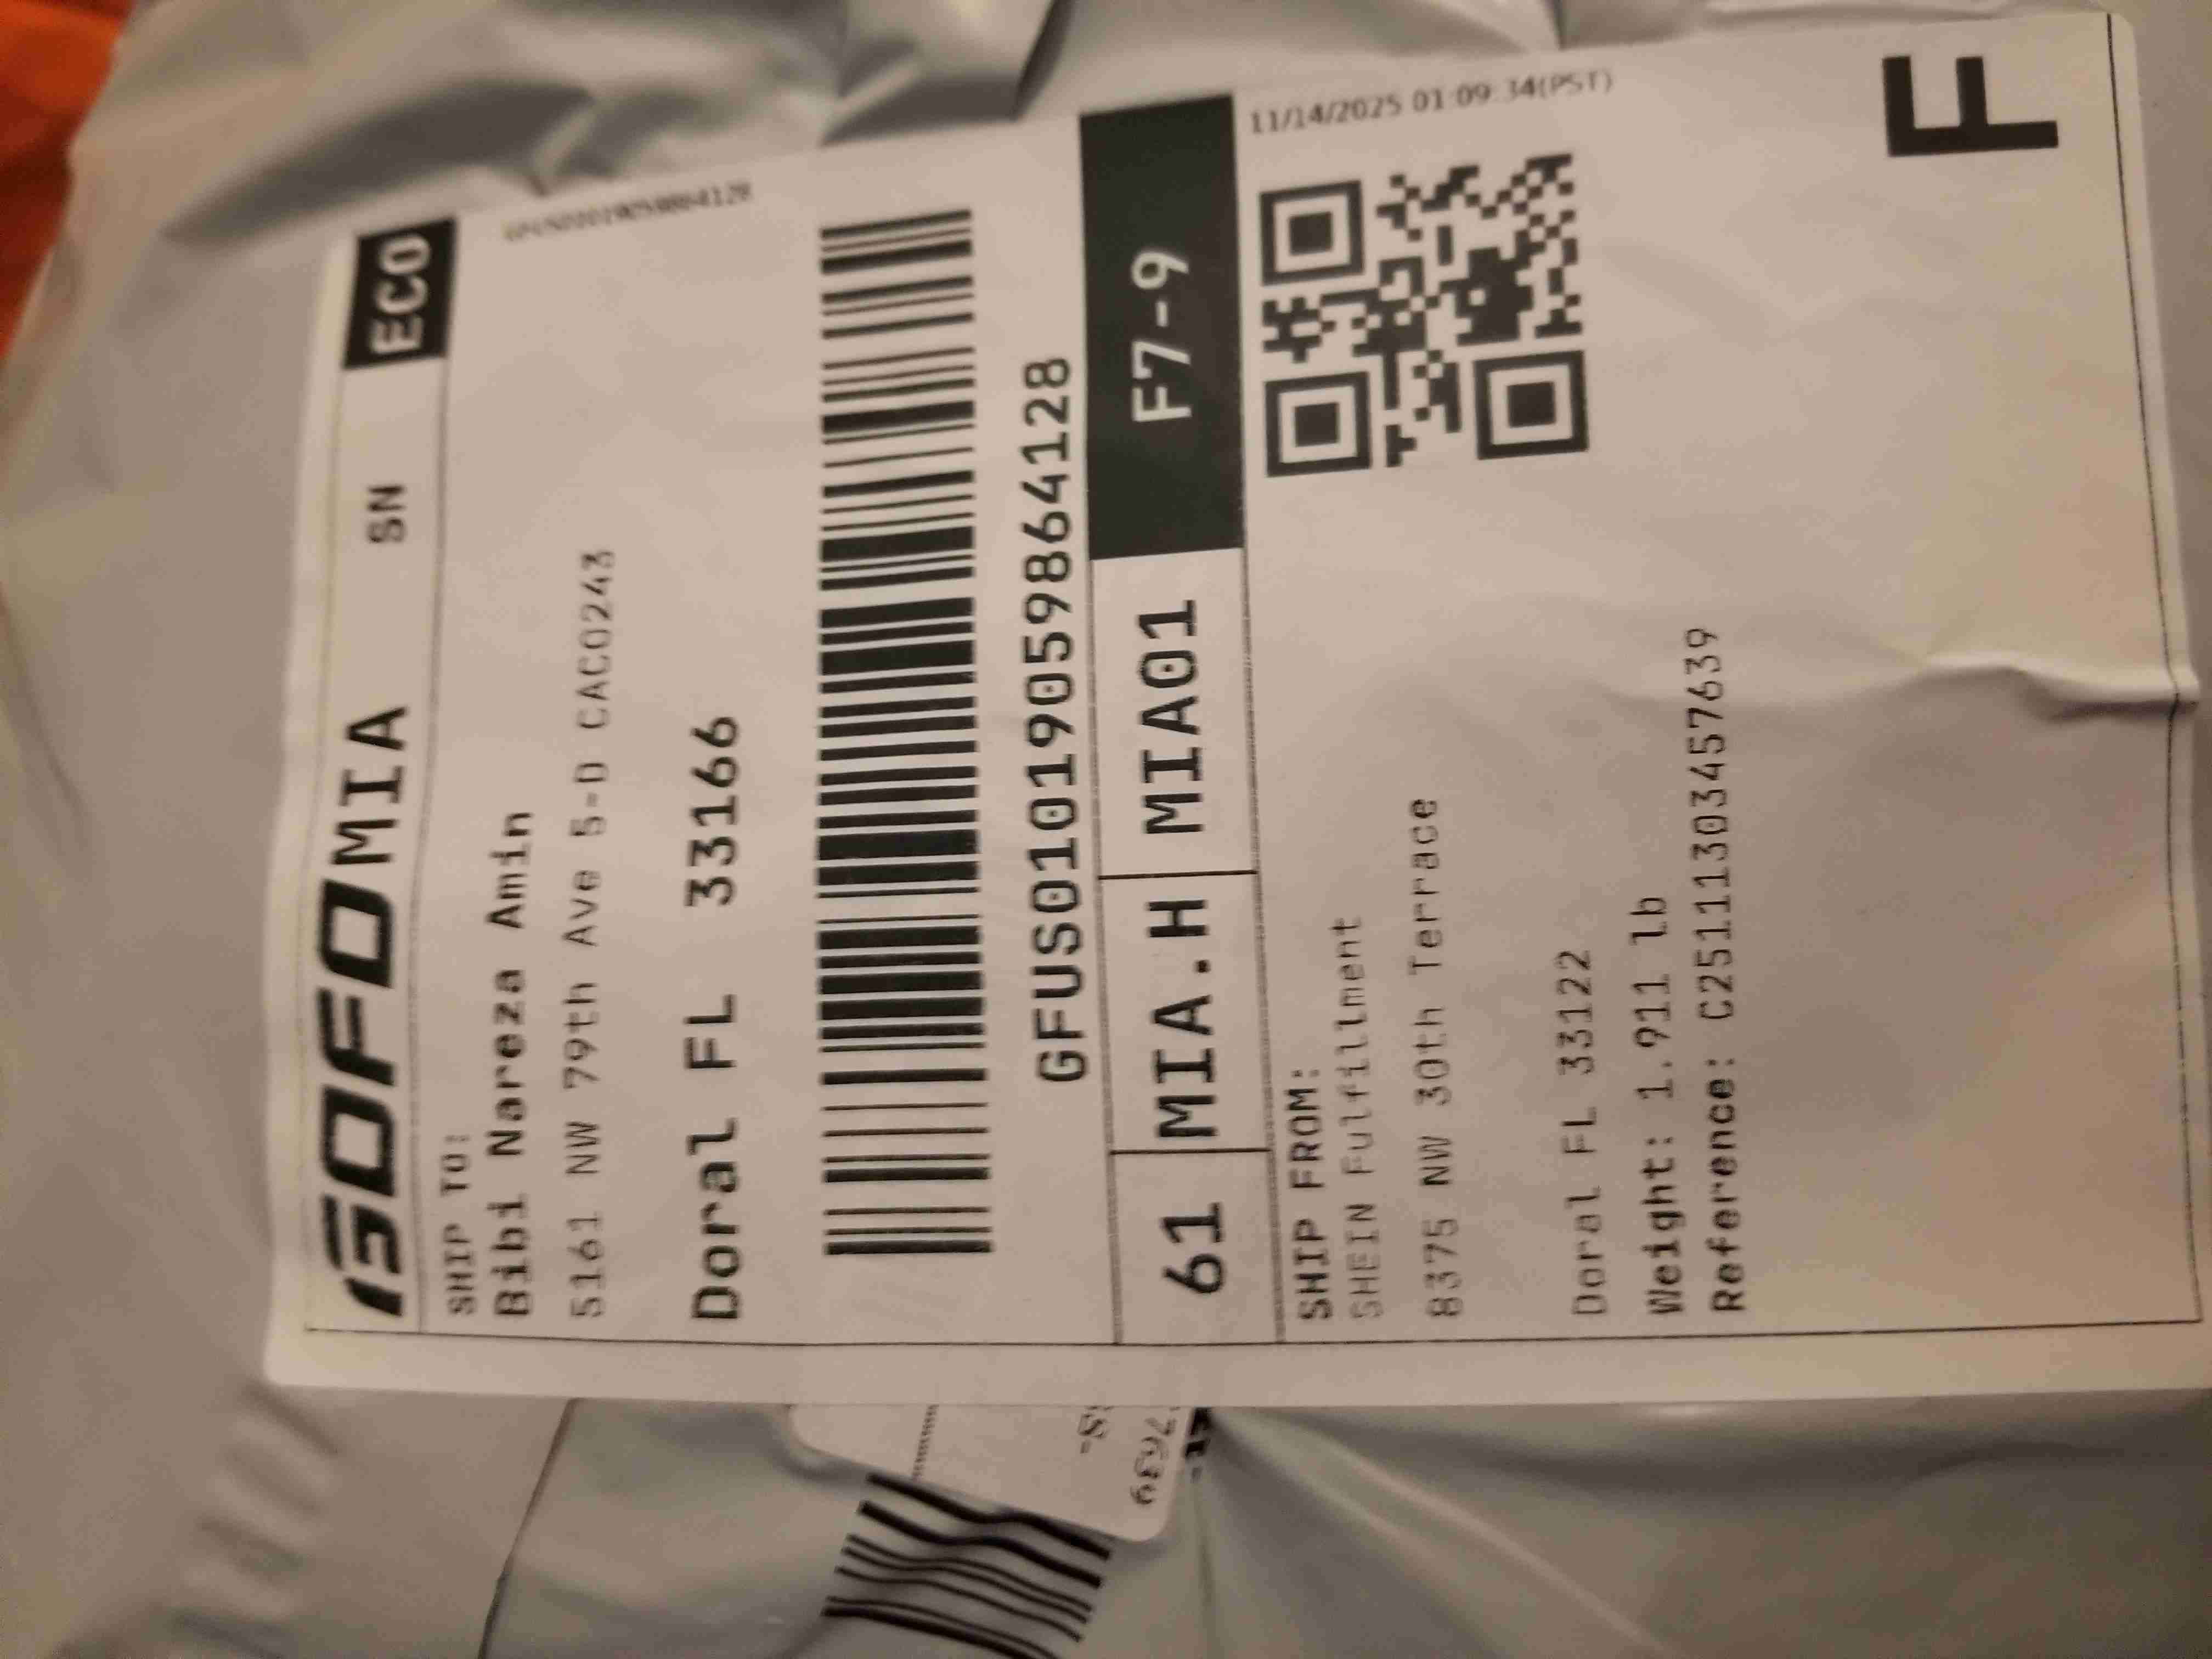 GOFO MIA SN ECO
SHIP TO:
Bibi Nareza Amin
5161 NW 79th Ave 5-D CAC0243
Doral FL 33166
GFUS01019059864128
61 MIA.H MIA01 F7-9
11/14/2025 01:09:34(PST)
SHIP FROM:
SHEIN Fulfillment
8375 NW 30th Terrace
Doral FL 33122
Weight: 1.911 lb
Reference: C2511130345763​9
F
S-
7639